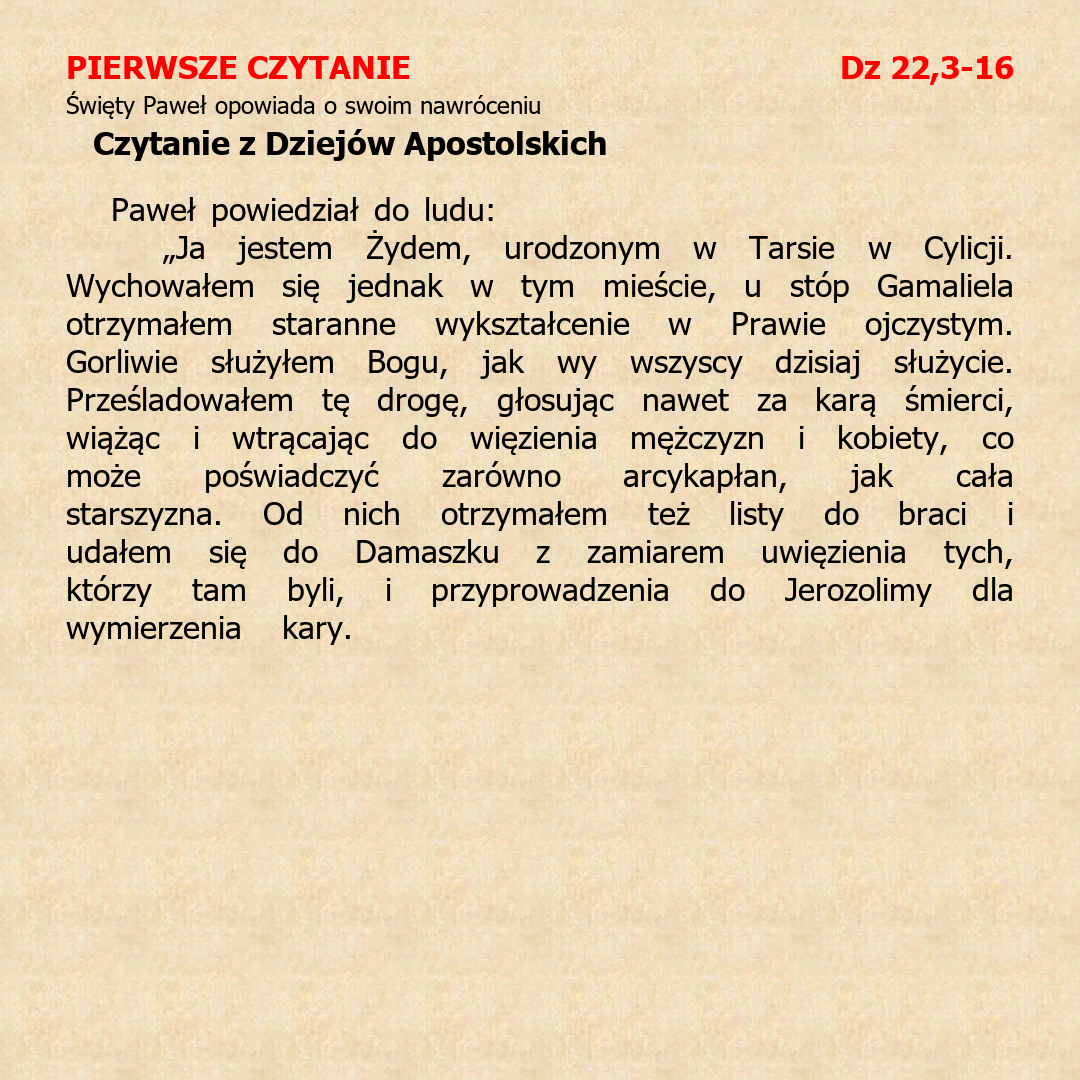 PIERWSZE CZYTANIE Dz 22,3-16
Święty Paweł opowiada o swoim nawróceniu
Czytanie z Dziejów Apostolskich
Paweł powiedział do ludu:
„Ja jestem Żydem, urodzonym w Tarsie w Cylicji.
Wychowałem się jednak w tym mieście, u stóp Gamaliela
otrzymałem staranne wykształcenie w Prawie ojczystym.
Gorliwie służyłem Bogu, jak wy wszyscy dzisiaj służycie.
Prześladowałem tę drogę, głosując nawet za karą śmierci,
wiążąc i wtrącając do więzienia mężczyzn i kobiety, co
może poświadczyć zarówno arcykapłan, jak cała
starszyzna. Od nich otrzymałem też listy do braci i
udałem się do Damaszku z zamiarem uwięzienia tych,
którzy tam byli, i przyprowadzenia do Jerozolimy dla
wymierzenia kary.